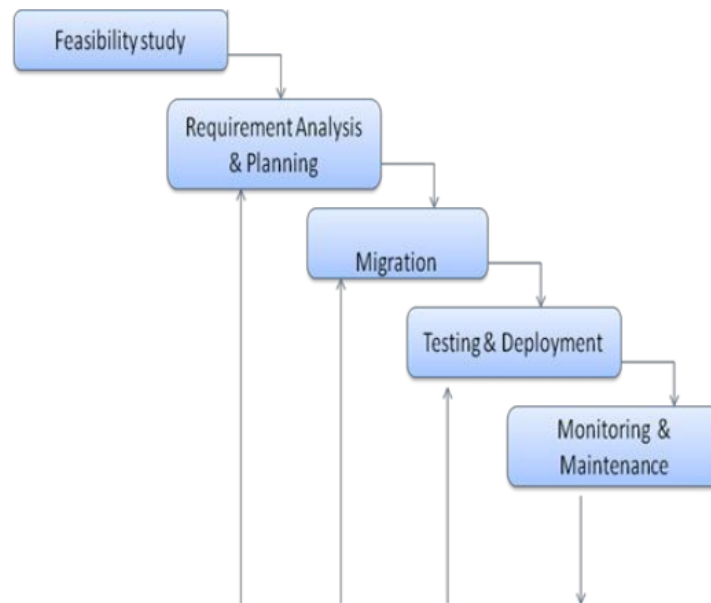 Feasibility study
Requirement Analysis
& Planning
Migration
Testing & Deployment
Monitoring &
Maintenance